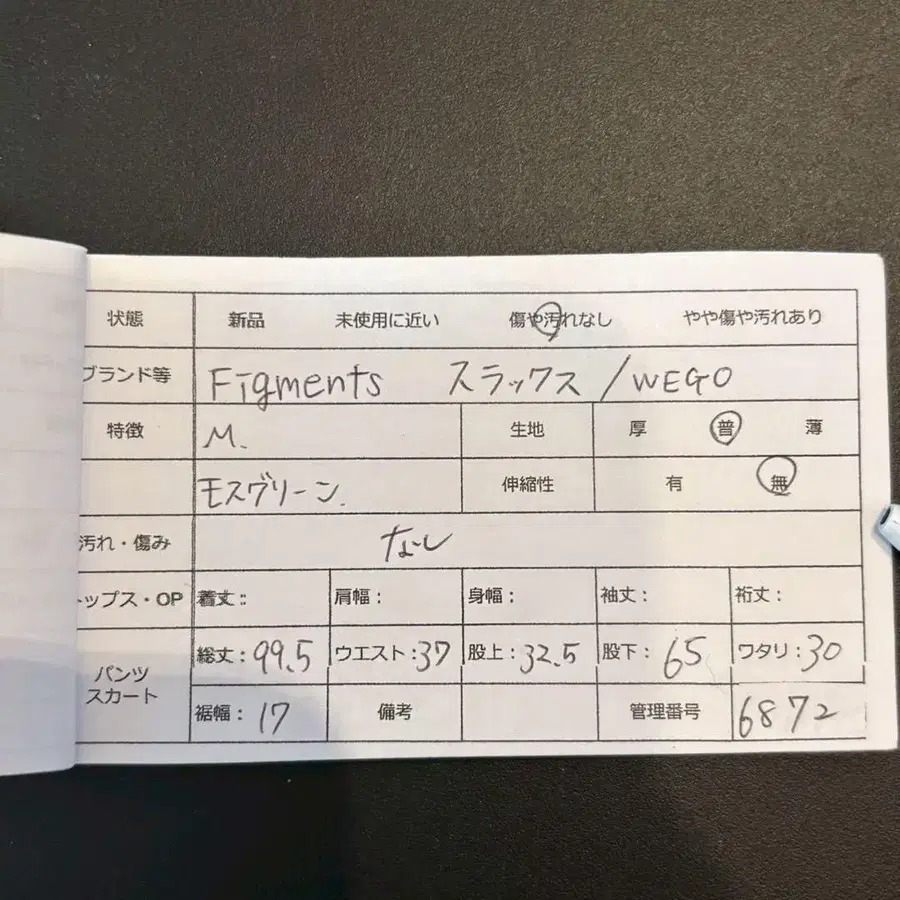 状態 新品 未使用に近い 傷や汚れなし やや傷や汚れあり
ブランド等 Figments スラックス / WEGO
特徴 M. 生地 厚 普 薄
モスグリーン. 伸縮性 有 無
汚れ・傷み なし
トップス・OP 着丈: 肩幅: 身幅: 袖丈: 裄丈:
パンツ スカート 総丈:99.5 ウエスト:37 股上:32.5 股下:65 ワタリ:30
裾幅:17 備考 管理番号 6872